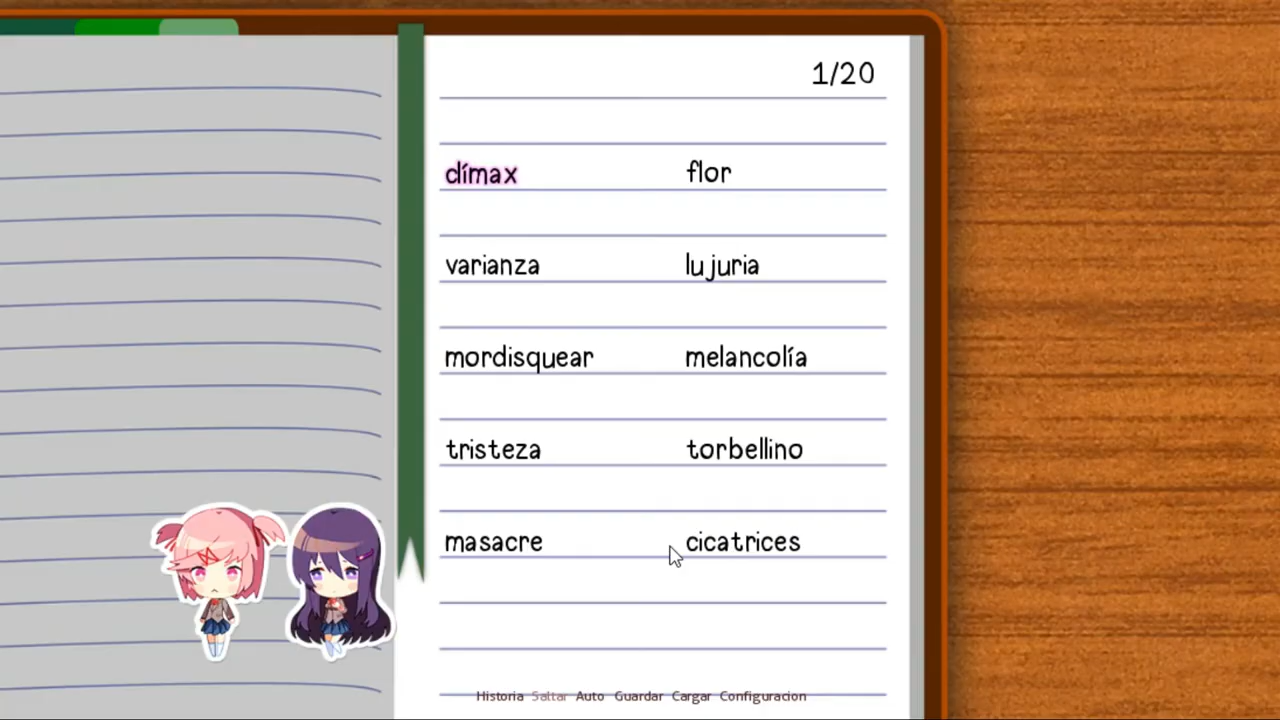 1/20
clímax flor
varianza lujuria
mordisquear melancolía
tristeza torbellino
masacre cicatrices
Historia Saltar Auto Guardar Cargar Configuracion